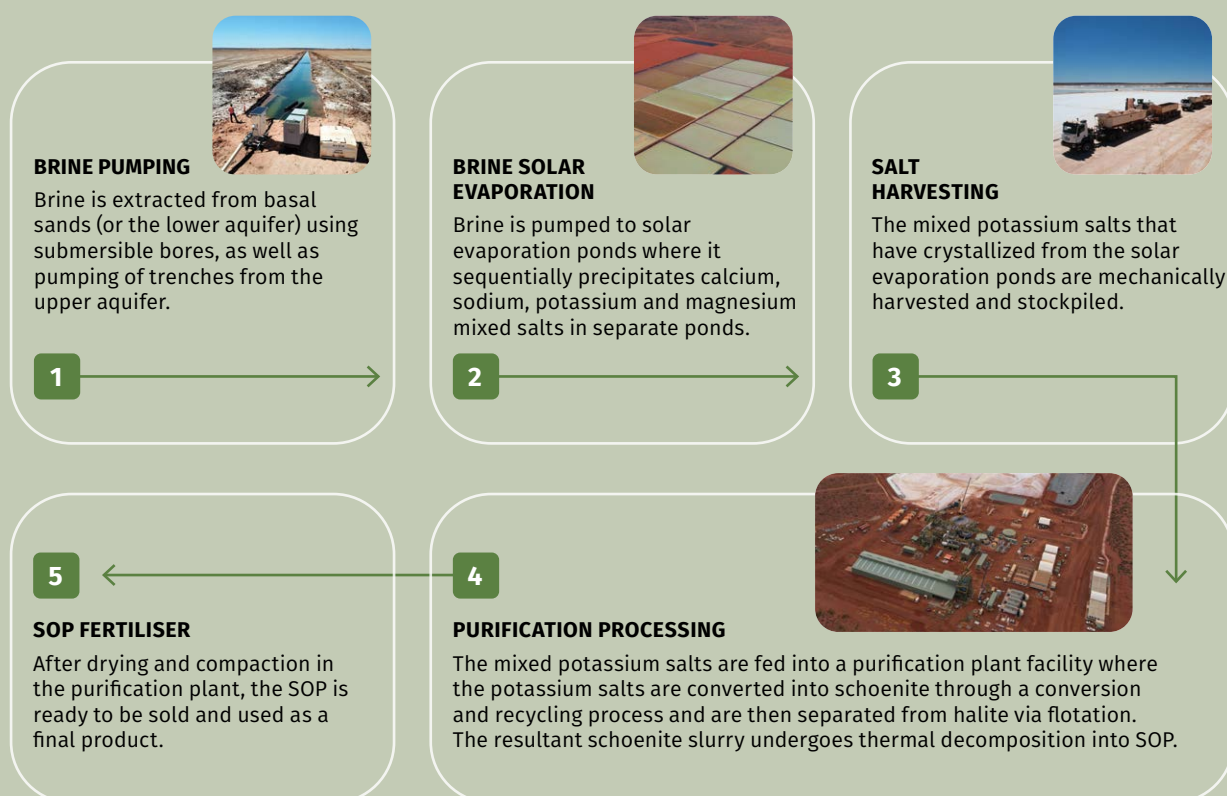 BRINE PUMPING
Brine is extracted from basal
sands (or the lower aquifer) using
submersible bores, as well as
pumping of trenches from the
upper aquifer.
1
BRINE SOLAR
EVAPORATION
Brine is pumped to solar
evaporation ponds where it
sequentially precipitates calcium,
sodium, potassium and magnesium
mixed salts in separate ponds.
2
SALT
HARVESTING
The mixed potassium salts that
have crystallized from the solar
evaporation ponds are mechanically
harvested and stockpiled.
3
4
PURIFICATION PROCESSING
The mixed potassium salts are fed into a purification plant facility where
the potassium salts are converted into schoenite through a conversion
and recycling process and are then separated from halite via flotation.
The resultant schoenite slurry undergoes thermal decomposition into SOP.
5
SOP FERTILISER
After drying and compaction in
the purification plant, the SOP is
ready to be sold and used as a
final product.